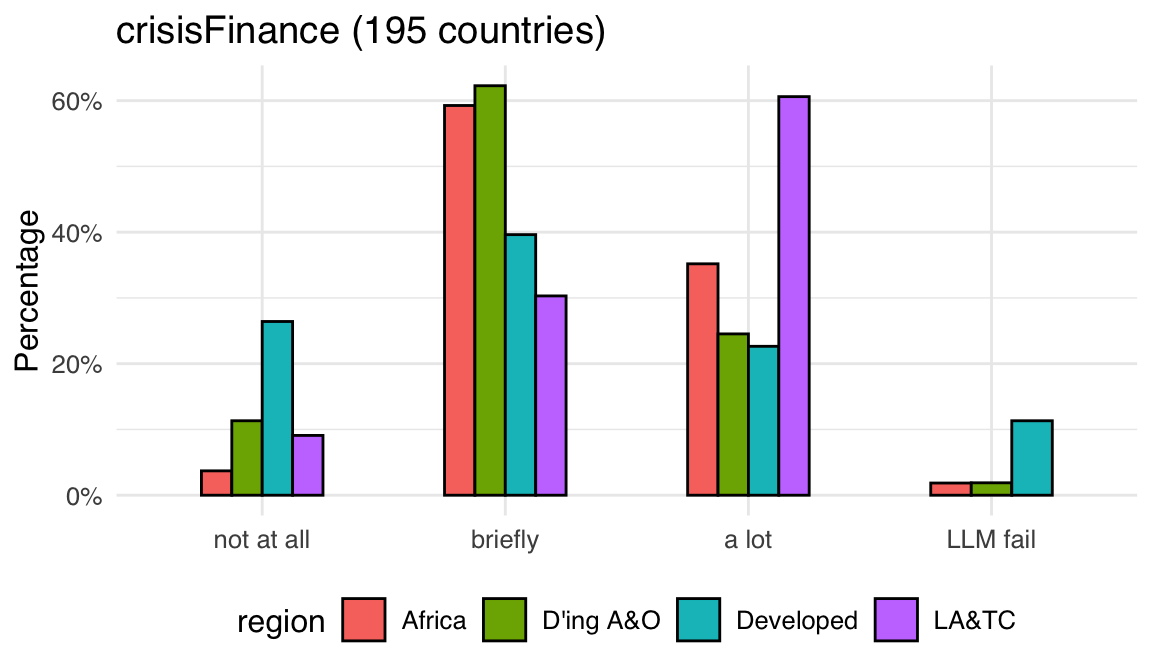 crisisFinance (195 countries)
Percentage
60%
40%
20%
0%
not at all briefly a lot LLM fail
region Africa D'ing A&O Developed LA&TC